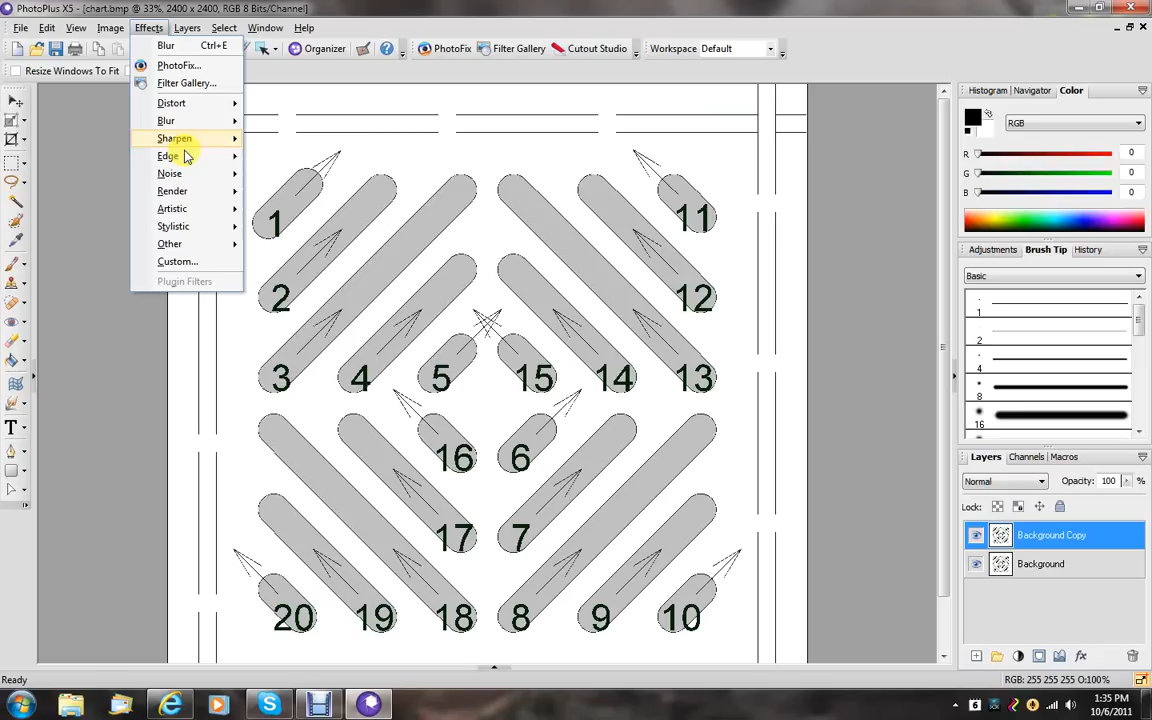 PhotoPlus X5 - [chart.bmp @ 33%, 2400 x 2400, RGB 8 Bits/Channel]
File Edit View Image Effects Layers Select Window Help
Organizer PhotoFix Filter Gallery Cutout Studio Workspace Default
Resize Windows To Fit
Blur Ctrl+E
PhotoFix...
Filter Gallery...
Distort
Blur
Sharpen
Edge
Noise
Render
Artistic
Stylistic
Other
Custom...
Plugin Filters
1 11
2 12
3 4 5 15 14 13
16 6
17 7
20 19 18 8 9 10
Histogram Navigator Color
RGB
R 0
G 0
B 0
Adjustments Brush Tip History
Basic
1
2
4
8
16
Layers Channels Macros
Normal Opacity: 100 %
Lock:
Background Copy
Background
fx
T
Ready
RGB: 255 255 255 O:100%
1:35 PM
10/6/2011